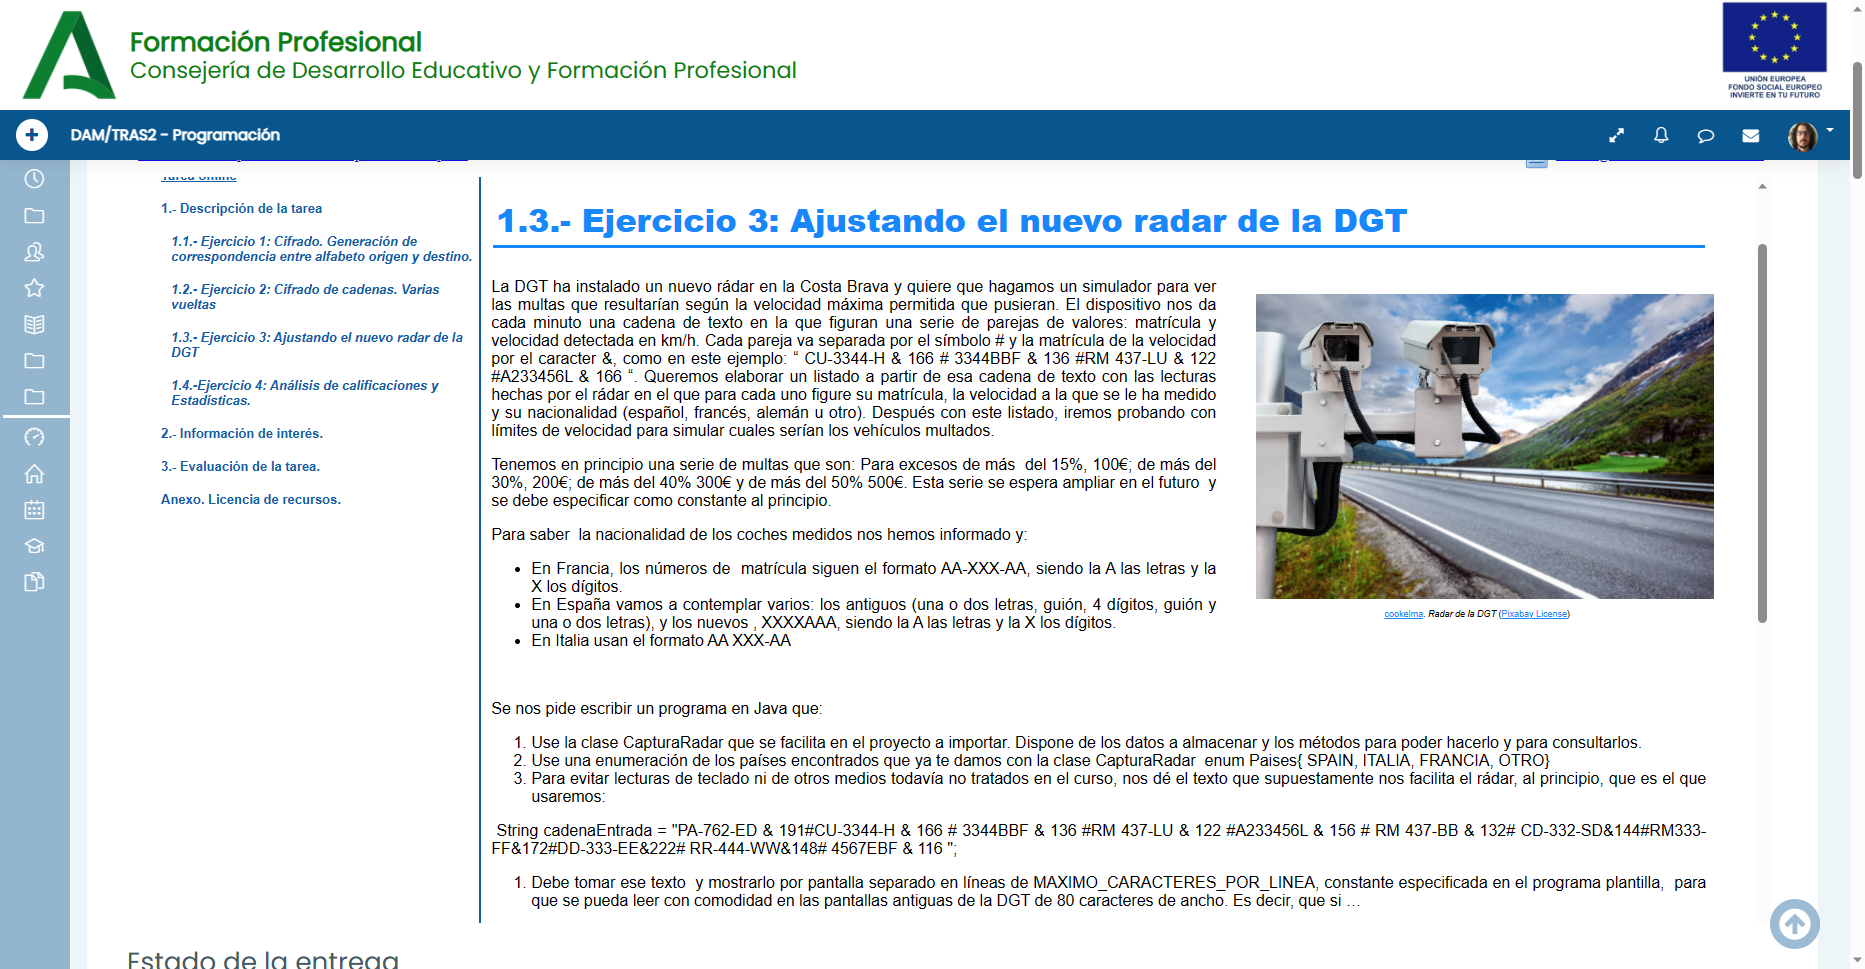 Formación Profesional
Consejería de Desarrollo Educativo y Formación Profesional
UNIÓN EUROPEA
FONDO SOCIAL EUROPEO
INVIERTE EN TU FUTURO
DAM/TRAS2 - Programación
Tarea online
1.- Descripción de la tarea
1.1.- Ejercicio 1: Cifrado. Generación de
correspondencia entre alfabeto origen y destino.
1.2.- Ejercicio 2: Cifrado de cadenas. Varias
vueltas
1.3.- Ejercicio 3: Ajustando el nuevo radar de la
DGT
1.4.-Ejercicio 4: Análisis de calificaciones y
Estadísticas.
2.- Información de interés.
3.- Evaluación de la tarea.
Anexo. Licencia de recursos.
1.3.- Ejercicio 3: Ajustando el nuevo radar de la DGT
La DGT ha instalado un nuevo rádar en la Costa Brava y quiere que hagamos un simulador para ver
las multas que resultarían según la velocidad máxima permitida que pusieran. El dispositivo nos da
cada minuto una cadena de texto en la que figuran una serie de parejas de valores: matrícula y
velocidad detectada en km/h. Cada pareja va separada por el símbolo # y la matrícula de la velocidad
por el caracter &, como en este ejemplo: “ CU-3344-H & 166 # 3344BBF & 136 #RM 437-LU & 122
#A233456L & 166 “. Queremos elaborar un listado a partir de esa cadena de texto con las lecturas
hechas por el rádar en el que para cada uno figure su matrícula, la velocidad a la que se le ha medido
y su nacionalidad (español, francés, alemán u otro). Después con este listado, iremos probando con
límites de velocidad para simular cuales serían los vehículos multados.
Tenemos en principio una serie de multas que son: Para excesos de más  del 15%, 100€; de más del
30%, 200€; de más del 40% 300€ y de más del 50% 500€. Esta serie se espera ampliar en el futuro  y
se debe especificar como constante al principio.
Para saber  la nacionalidad de los coches medidos nos hemos informado y:
• En Francia, los números de  matrícula siguen el formato AA-XXX-AA, siendo la A las letras y la
X los dígitos.
• En España vamos a contemplar varios: los antiguos (una o dos letras, guión, 4 dígitos, guión y
una o dos letras), y los nuevos , XXXXAAA, siendo la A las letras y la X los dígitos.
• En Italia usan el formato AA XXX-AA
cookelma. Radar de la DGT (Pixabay License)
Se nos pide escribir un programa en Java que:
1. Use la clase CapturaRadar que se facilita en el proyecto a importar. Dispone de los datos a almacenar y los métodos para poder hacerlo y para consultarlos.
2. Use una enumeración de los países encontrados que ya te damos con la clase CapturaRadar  enum Paises{ SPAIN, ITALIA, FRANCIA, OTRO}
3. Para evitar lecturas de teclado ni de otros medios todavía no tratados en el curso, nos dé el texto que supuestamente nos facilita el rádar, al principio, que es el que
usaremos:
String cadenaEntrada = "PA-762-ED & 191#CU-3344-H & 166 # 3344BBF & 136 #RM 437-LU & 122 #A233456L & 156 # RM 437-BB & 132# CD-332-SD&144#RM333-
FF&172#DD-333-EE&222# RR-444-WW&148# 4567EBF & 116 ";
1. Debe tomar ese texto  y mostrarlo por pantalla separado en líneas de MAXIMO_CARACTERES_POR_LINEA, constante especificada en el programa plantilla,  para
que se pueda leer con comodidad en las pantallas antiguas de la DGT de 80 caracteres de ancho. Es decir, que si …
Estado de la entrega